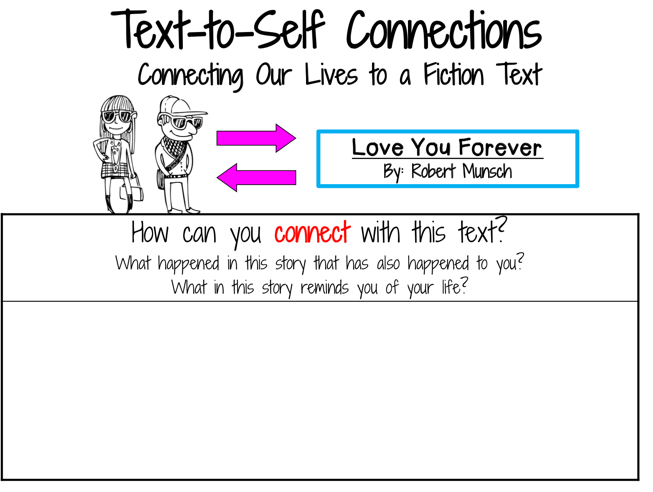 Text-to-Self Connections
Connecting Our Lives to a Fiction Text
Love You Forever
By: Robert Munsch
How can you connect with this text?
What happened in this story that has also happened to you?
What in this story reminds you of your life?